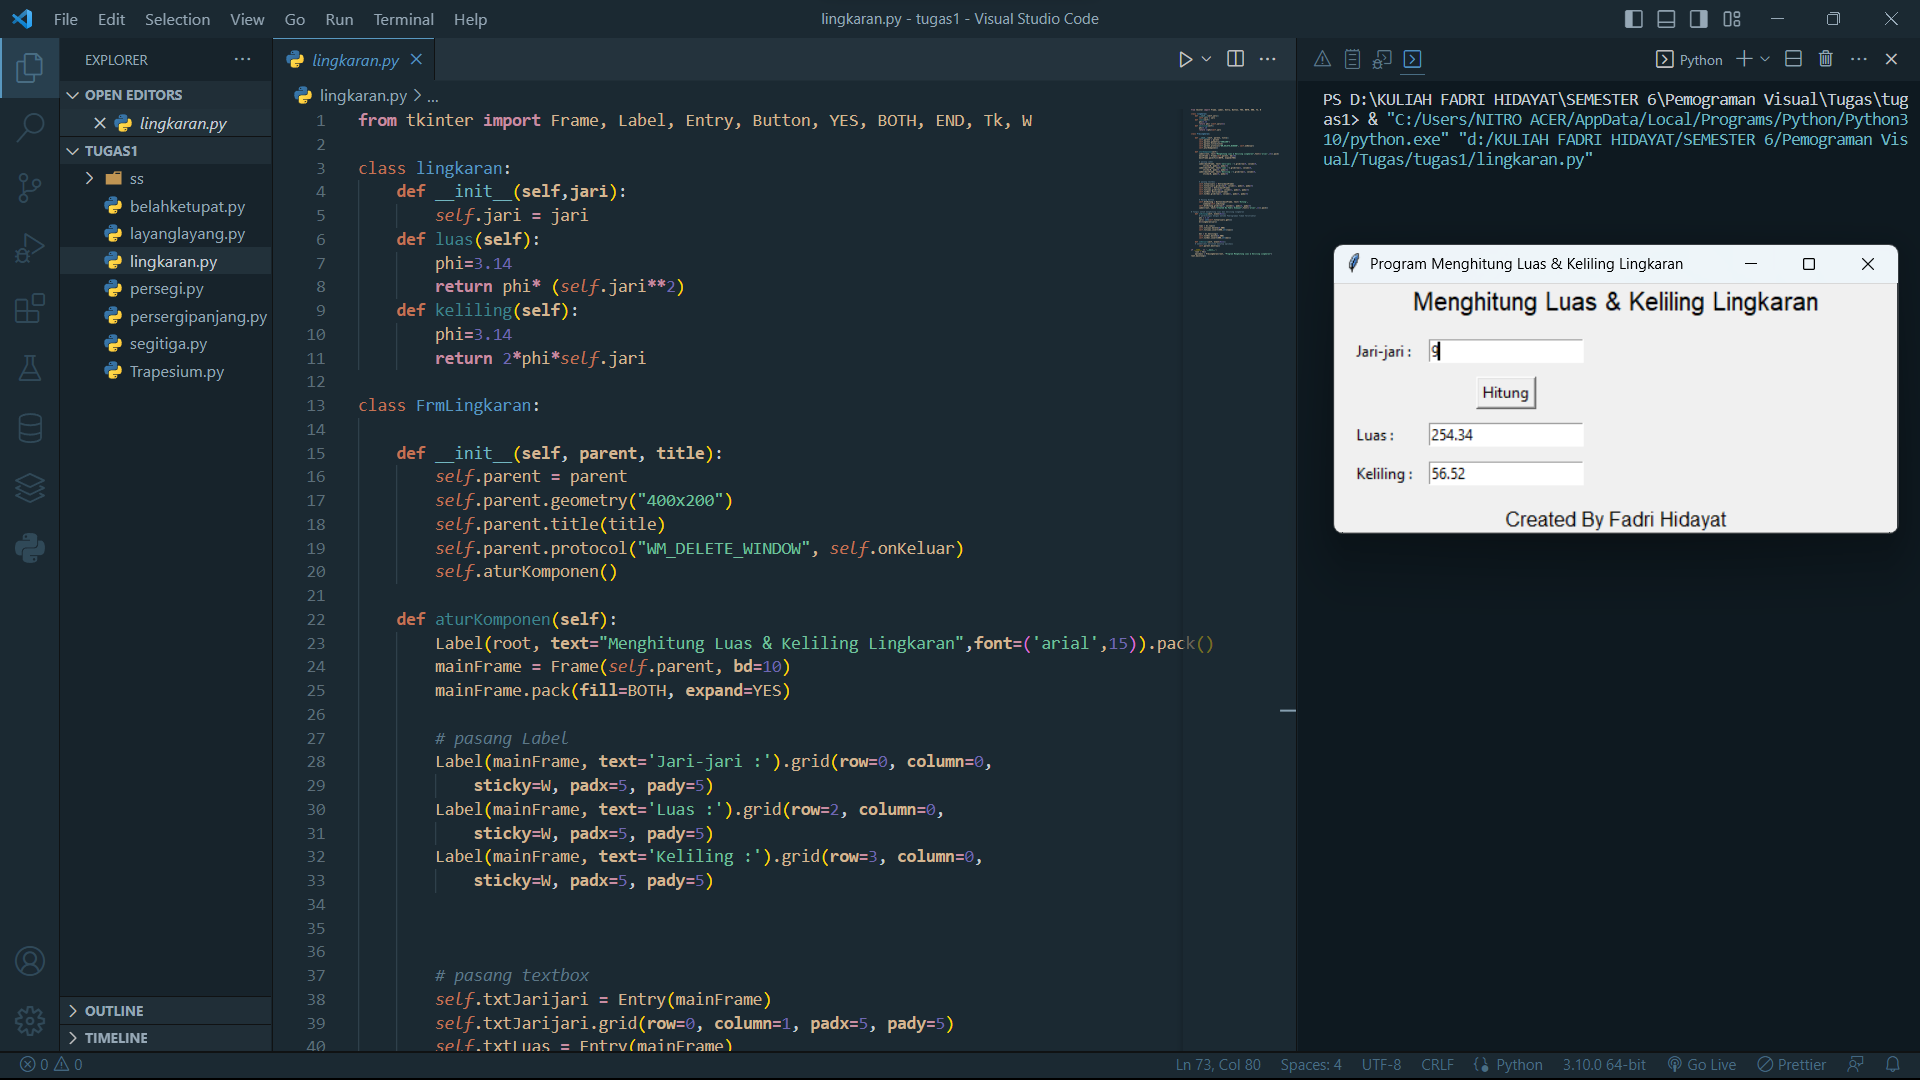 File Edit Selection View Go Run Terminal Help
lingkaran.py - tugas1 - Visual Studio Code
EXPLORER
OPEN EDITORS
lingkaran.py
TUGAS1
ss
belahketupat.py
layanglayang.py
lingkaran.py
persegi.py
persergipanjang.py
segitiga.py
Trapesium.py
OUTLINE
TIMELINE
lingkaran.py
lingkaran.py > ...
1 from tkinter import Frame, Label, Entry, Button, YES, BOTH, END, Tk, W
2
3 class lingkaran:
4     def __init__(self,jari):
5         self.jari = jari
6     def luas(self):
7         phi=3.14
8         return phi* (self.jari**2)
9     def keliling(self):
10         phi=3.14
11         return 2*phi*self.jari
12
13 class FrmLingkaran:
14
15     def __init__(self, parent, title):
16         self.parent = parent
17         self.parent.geometry("400x200")
18         self.parent.title(title)
19         self.parent.protocol("WM_DELETE_WINDOW", self.onKeluar)
20         self.aturKomponen()
21
22     def aturKomponen(self):
23         Label(root, text="Menghitung Luas & Keliling Lingkaran",font=('arial',15)).pack()
24         mainFrame = Frame(self.parent, bd=10)
25         mainFrame.pack(fill=BOTH, expand=YES)
26
27         # pasang Label
28         Label(mainFrame, text='Jari-jari :').grid(row=0, column=0,
29             sticky=W, padx=5, pady=5)
30         Label(mainFrame, text='Luas :').grid(row=2, column=0,
31             sticky=W, padx=5, pady=5)
32         Label(mainFrame, text='Keliling :').grid(row=3, column=0,
33             sticky=W, padx=5, pady=5)
34
35
36
37         # pasang textbox
38         self.txtJarijari = Entry(mainFrame)
39         self.txtJarijari.grid(row=0, column=1, padx=5, pady=5)
40         self.txtLuas = Entry(mainFrame)
Python
PS D:\KULIAH FADRI HIDAYAT\SEMESTER 6\Pemograman Visual\Tugas\tug
as1> & "C:/Users/NITRO ACER/AppData/Local/Programs/Python/Python3
10/python.exe" "d:/KULIAH FADRI HIDAYAT/SEMESTER 6/Pemograman Vis
ual/Tugas/tugas1/lingkaran.py"
Program Menghitung Luas & Keliling Lingkaran
Menghitung Luas & Keliling Lingkaran
Jari-jari : 9
Hitung
Luas : 254.34
Keliling : 56.52
Created By Fadri Hidayat
0 0
Ln 73, Col 80 Spaces: 4 UTF-8 CRLF Python 3.10.0 64-bit Go Live Prettier